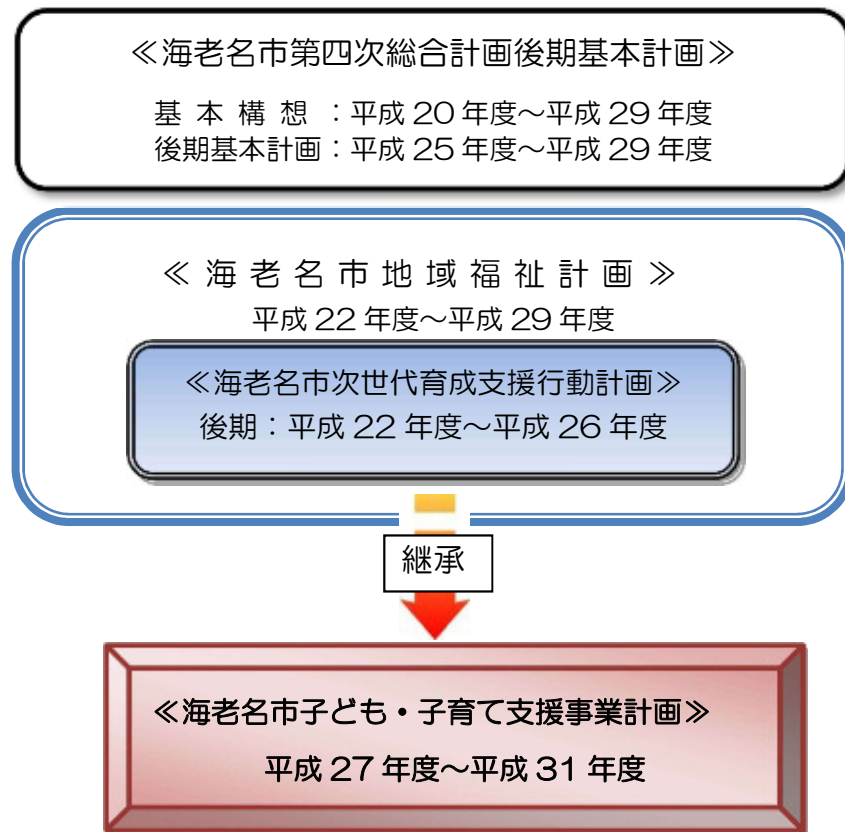 ≪海老名市第四次総合計画後期基本計画≫
基 本 構 想 ：平成 20 年度～平成 29 年度
後期基本計画：平成 25 年度～平成 29 年度
≪ 海 老 名 市 地 域 福 祉 計 画 ≫
平成 22 年度～平成 29 年度
≪海老名市次世代育成支援行動計画≫
後期：平成 22 年度～平成 26 年度
継承
≪海老名市子ども・子育て支援事業計画≫
平成 27 年度～平成 31 年度